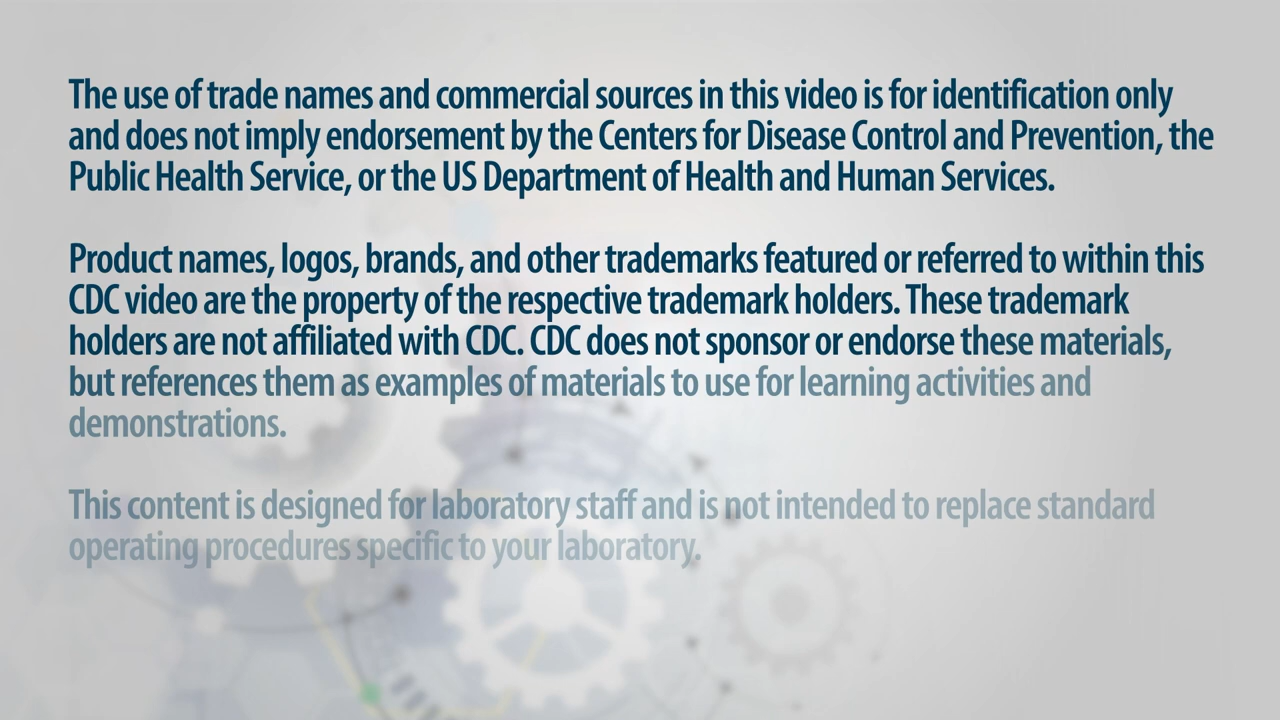 The use of trade names and commercial sources in this video is for identification only
and does not imply endorsement by the Centers for Disease Control and Prevention, the
Public Health Service, or the US Department of Health and Human Services.
Product names, logos, brands, and other trademarks featured or referred to within this
CDC video are the property of the respective trademark holders. These trademark
holders are not affiliated with CDC. CDC does not sponsor or endorse these materials,
but references them as examples of materials to use for learning activities and
demonstrations.
This content is designed for laboratory staff and is not intended to replace standard
operating procedures specific to your laboratory.